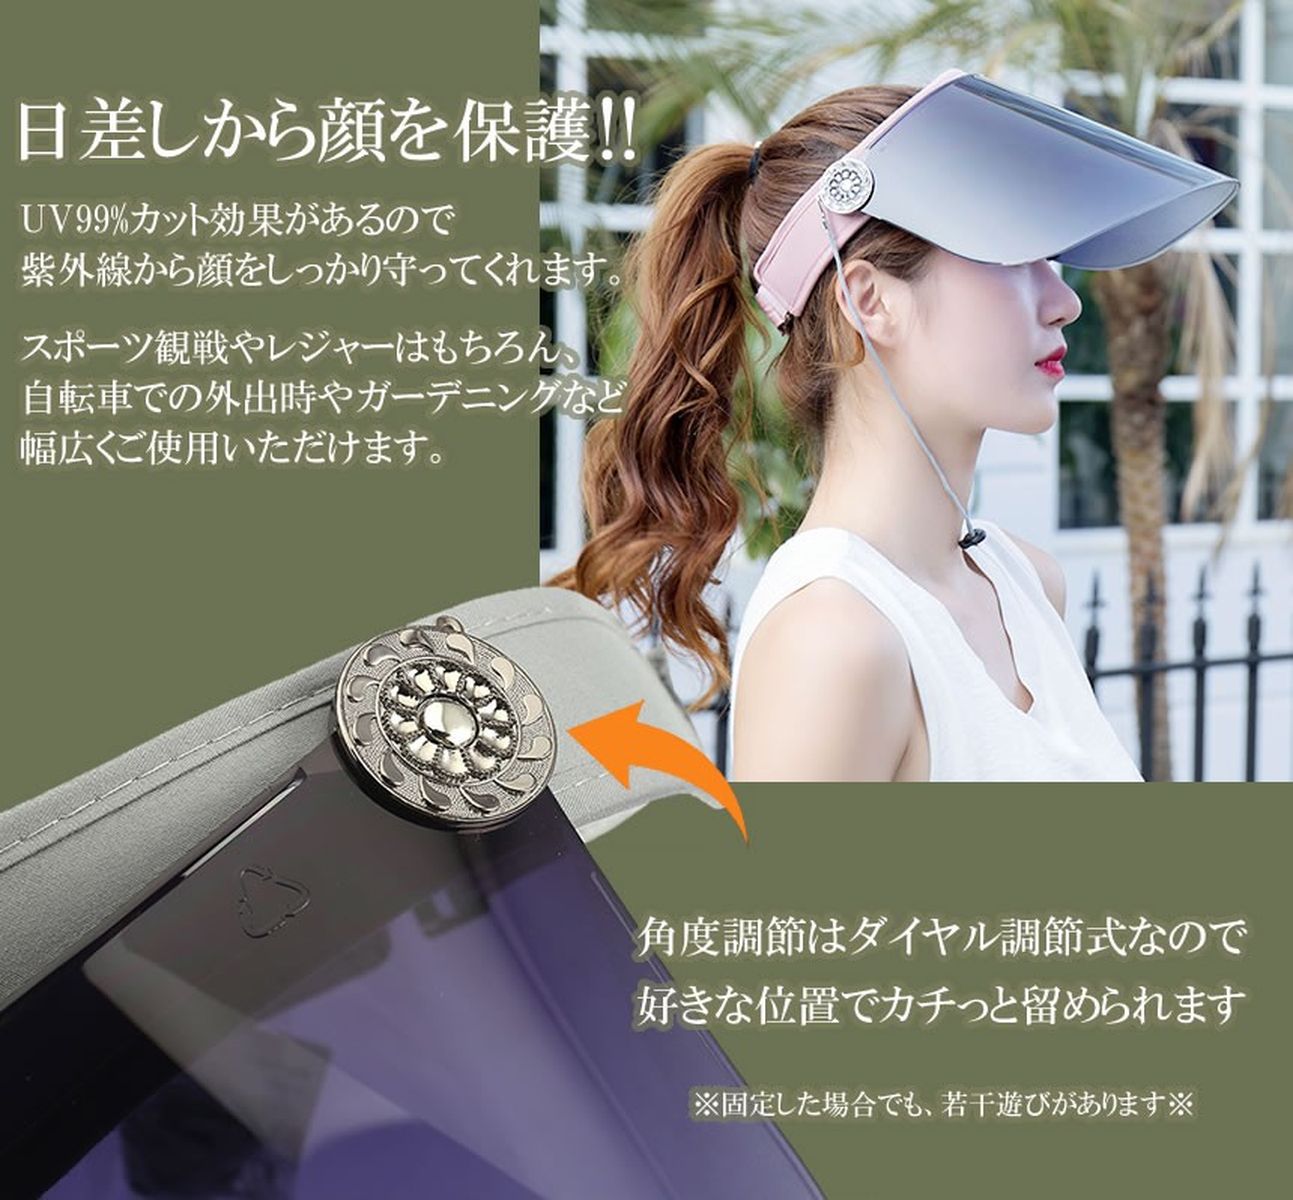 日差しから顔を保護!!
UV99%カット効果があるので
紫外線から顔をしっかり守ってくれます。
スポーツ観戦やレジャーはもちろん、
自転車での外出時やガーデニングなど
幅広くご使用いただけます。
角度調節はダイヤル調節式なので
好きな位置でカチっと留められます
※固定した場合でも、若干遊びがあります※